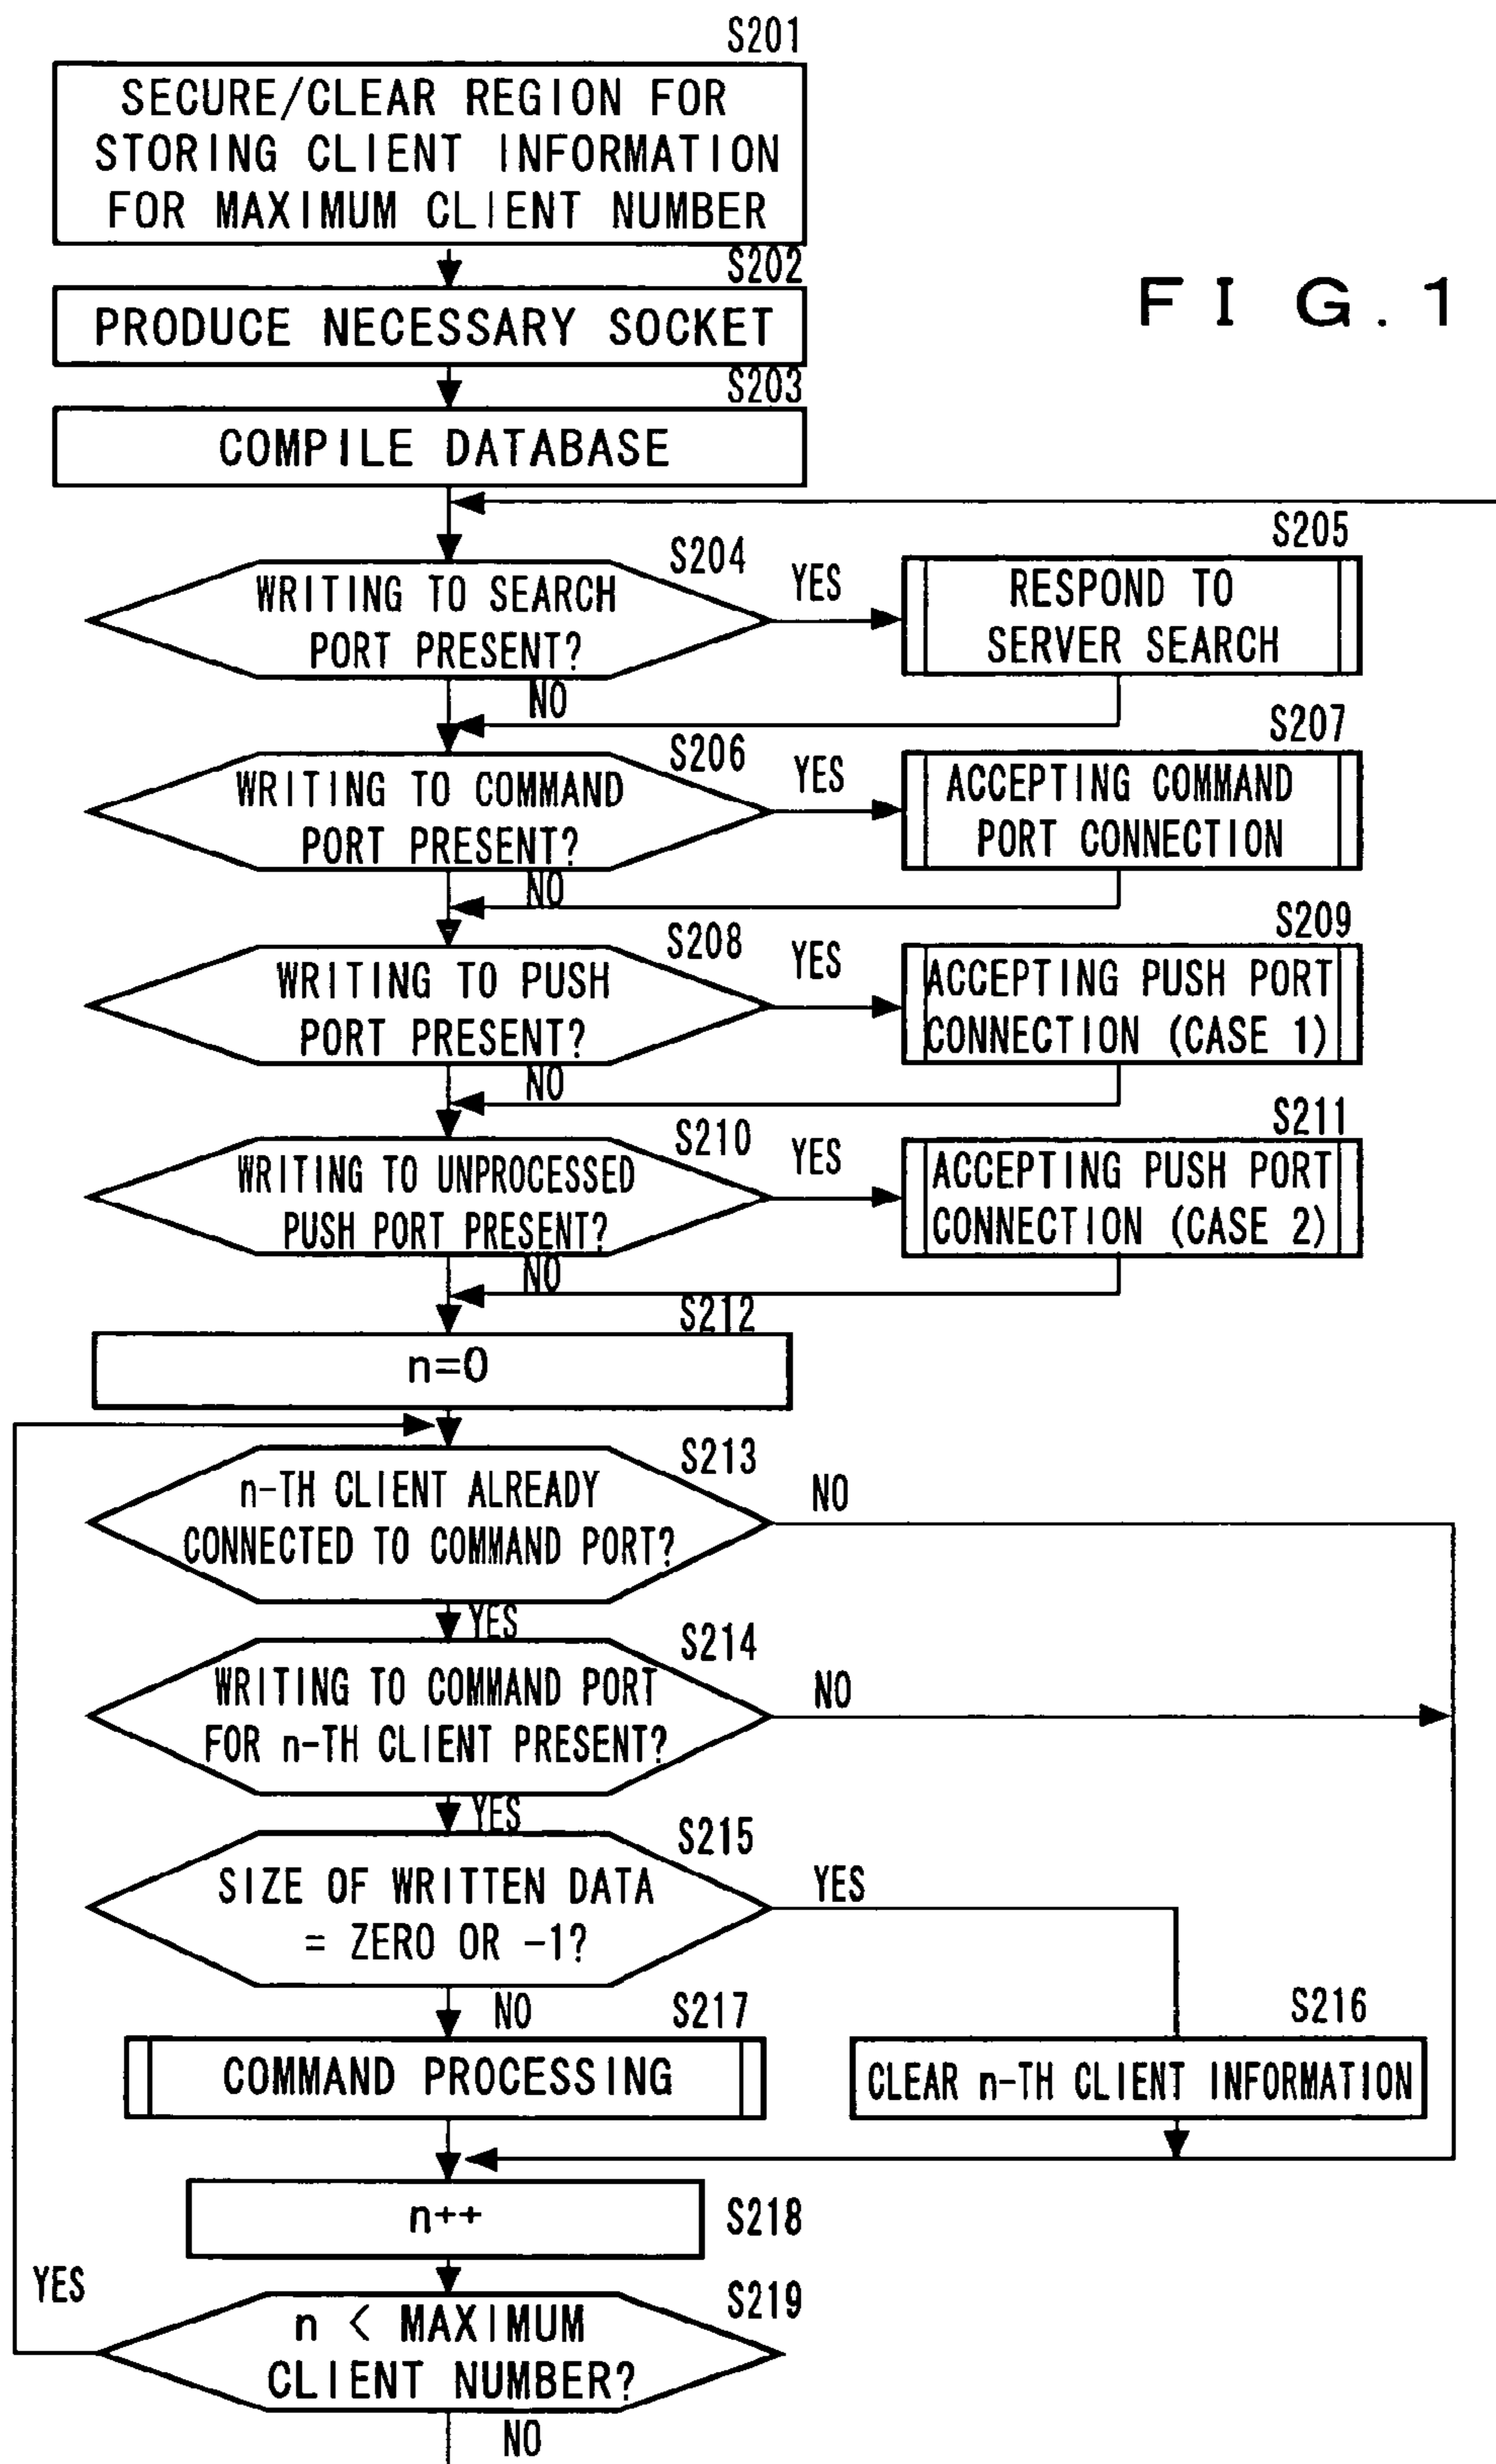 S201
SECURE/CLEAR REGION FOR
STORING CLIENT INFORMATION
FOR MAXIMUM CLIENT NUMBER
S202
PRODUCE NECESSARY SOCKET
FIG.1
S203
COMPILE DATABASE
S204
WRITING TO SEARCH
PORT PRESENT?
YES
S205
RESPOND TO
SERVER SEARCH
NO
S206
WRITING TO COMMAND
PORT PRESENT?
YES
S207
ACCEPTING COMMAND
PORT CONNECTION
NO
S208
WRITING TO PUSH
PORT PRESENT?
YES
S209
ACCEPTING PUSH PORT
CONNECTION (CASE 1)
NO
S210
WRITING TO UNPROCESSED
PUSH PORT PRESENT?
YES
S211
ACCEPTING PUSH PORT
CONNECTION (CASE 2)
NO
S212
n=0
S213
n-TH CLIENT ALREADY
CONNECTED TO COMMAND PORT?
NO
YES
S214
WRITING TO COMMAND PORT
FOR n-TH CLIENT PRESENT?
NO
YES
S215
SIZE OF WRITTEN DATA
= ZERO OR -1?
YES
NO
S217
COMMAND PROCESSING
S216
CLEAR n-TH CLIENT INFORMATION
n++
S218
YES
S219
n < MAXIMUM
CLIENT NUMBER?
NO